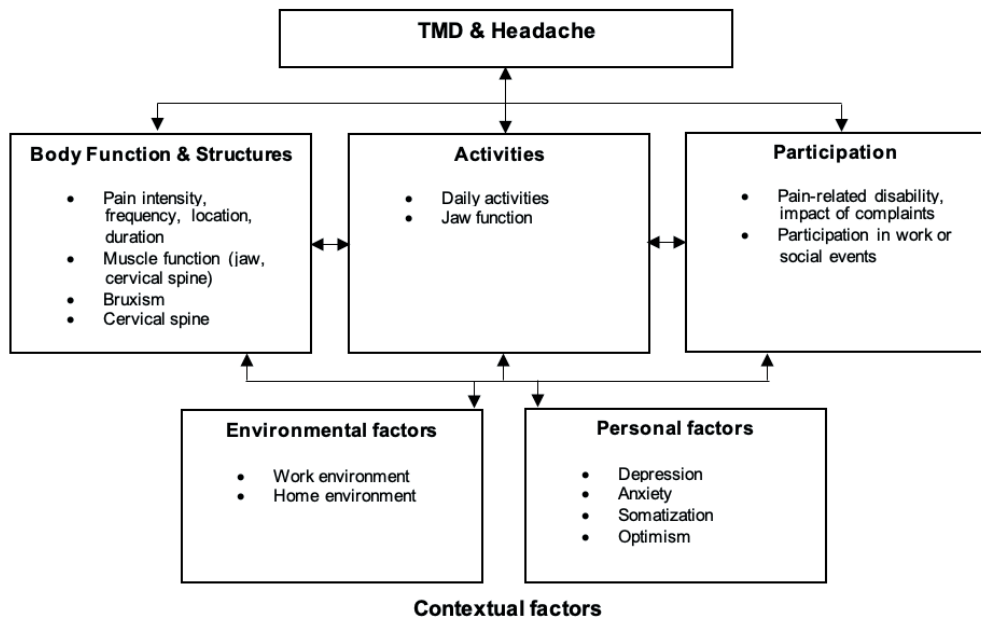 TMD & Headache
Body Function & Structures
• Pain intensity,
frequency, location,
duration
• Muscle function (jaw,
cervical spine)
• Bruxism
• Cervical spine
Activities
• Daily activities
• Jaw function
Participation
• Pain-related disability,
impact of complaints
• Participation in work or
social events
Environmental factors
• Work environment
• Home environment
Personal factors
• Depression
• Anxiety
• Somatization
• Optimism
Contextual factors